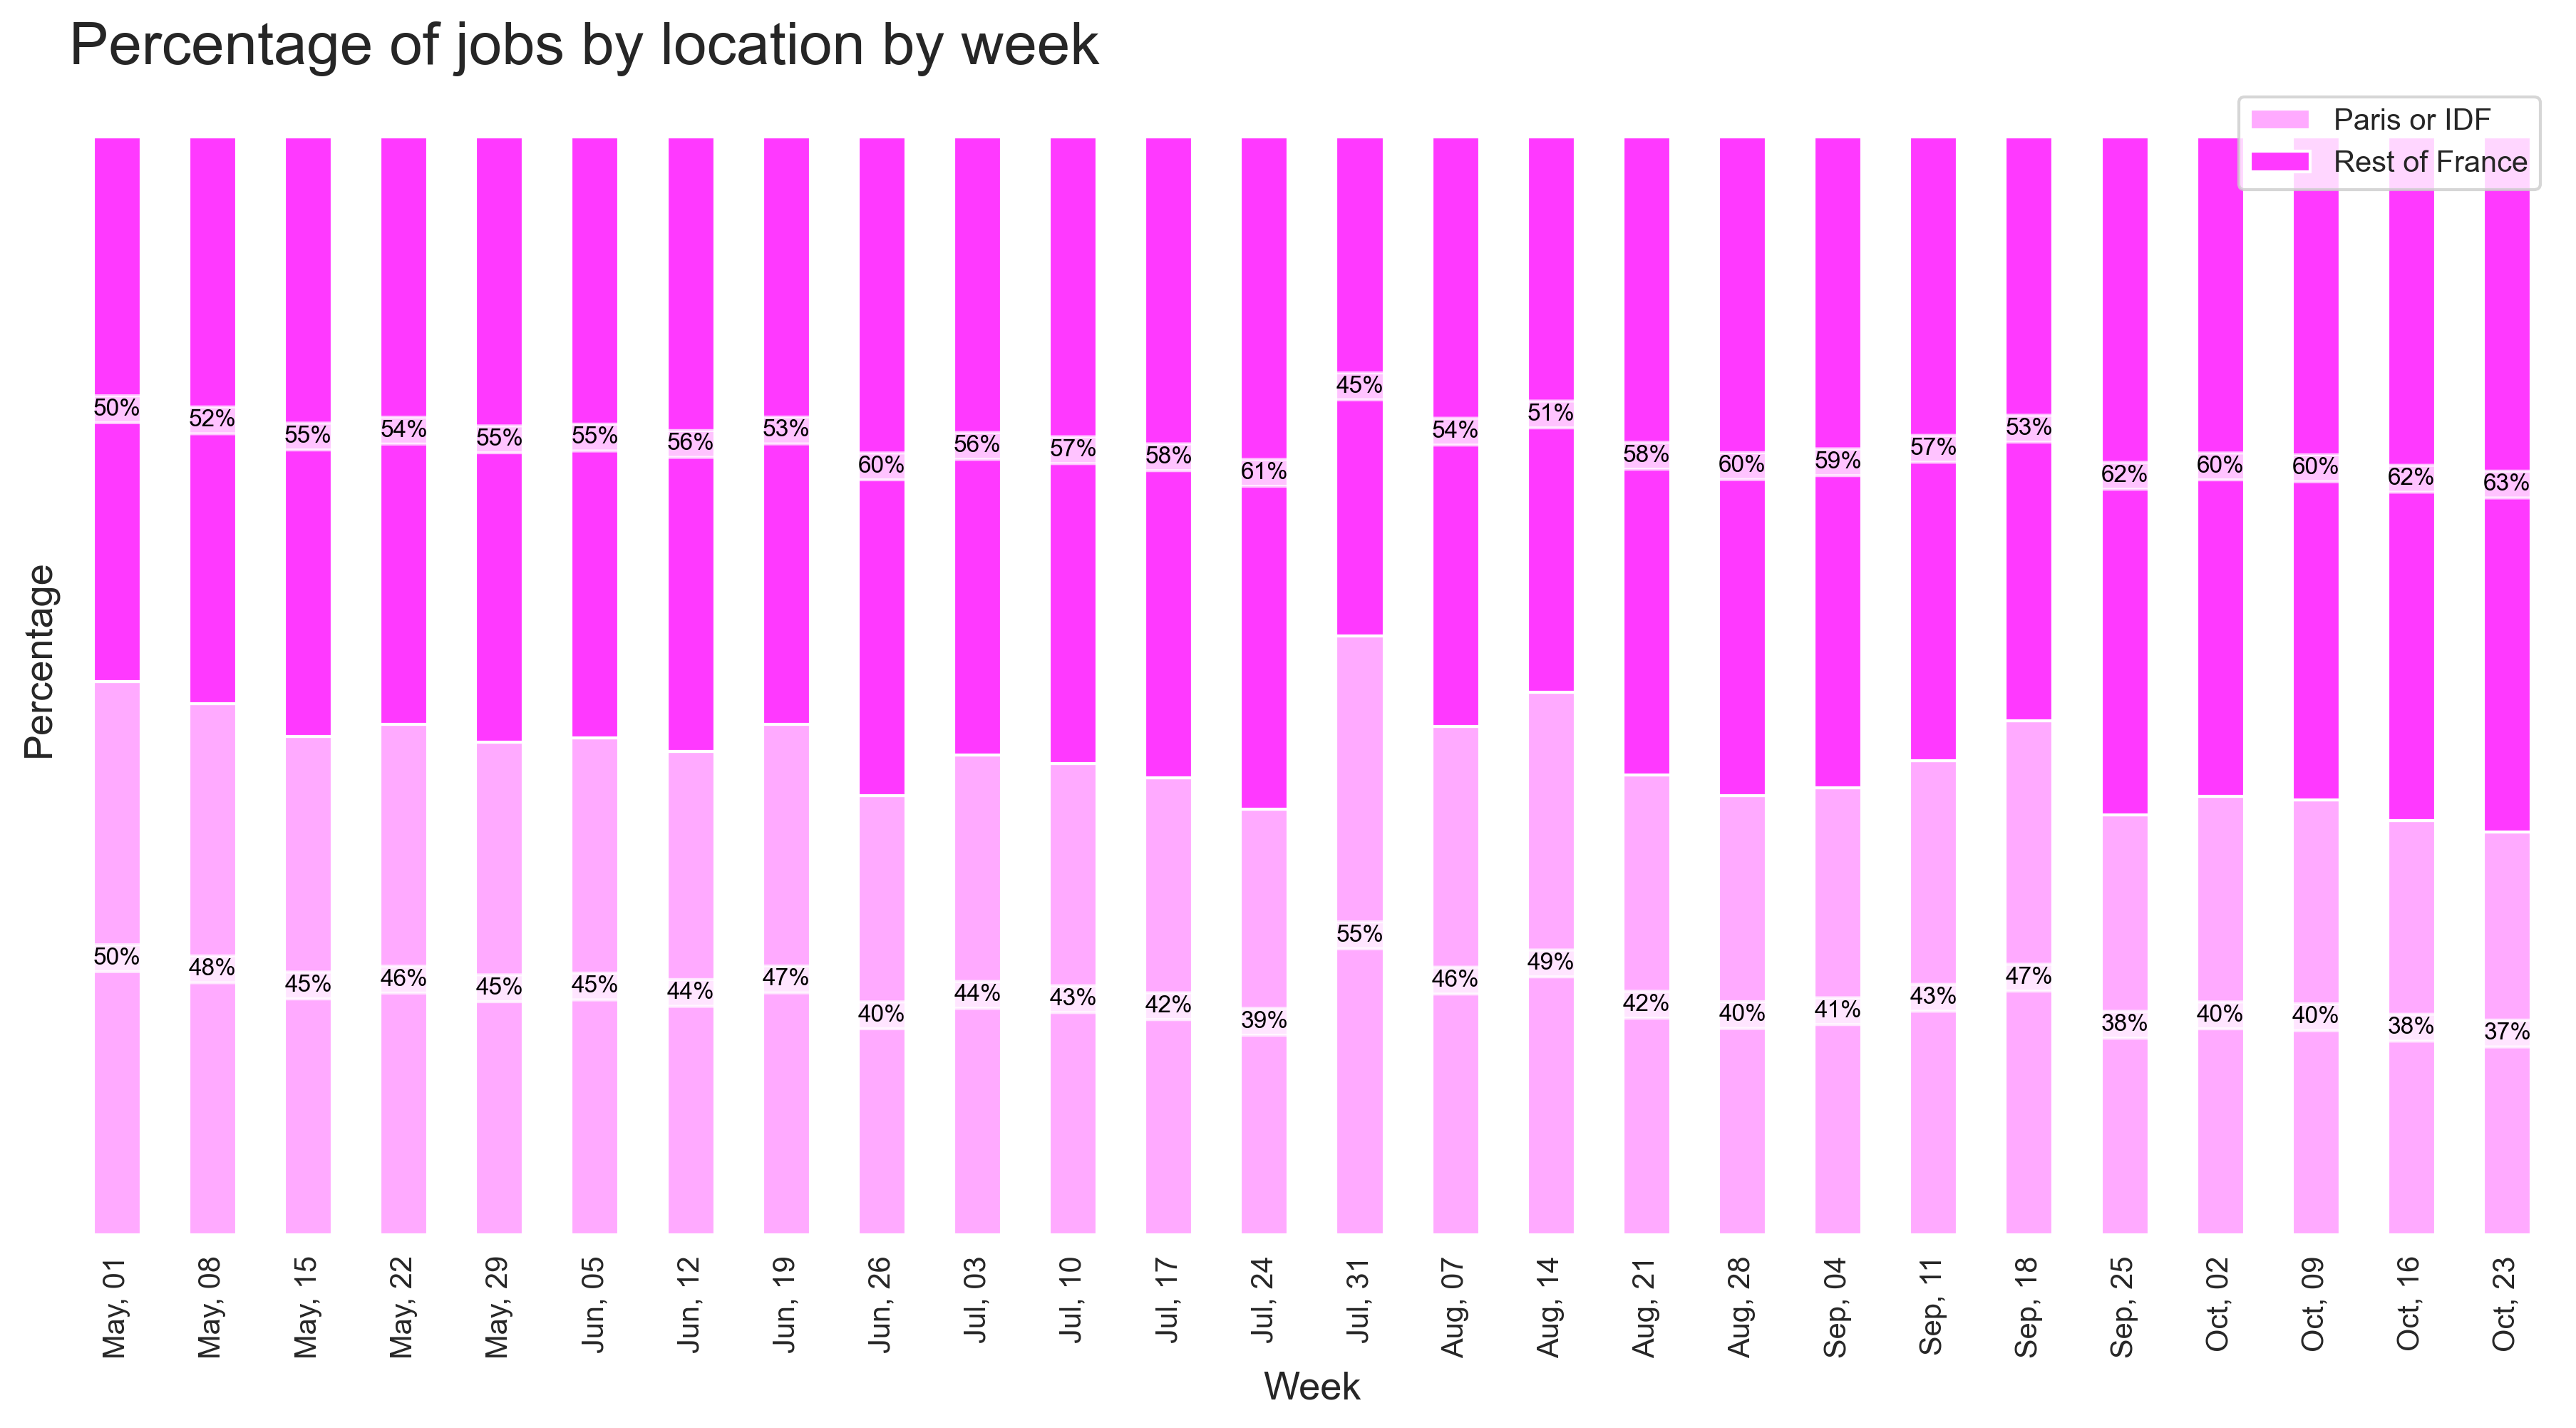 Percentage of jobs by location by week
Paris or IDF
Rest of France
Percentage
50% 52% 55% 54% 55% 55% 56% 53% 60% 56% 57% 58% 61% 45% 54% 51% 58% 60% 59% 57% 53% 62% 60% 60% 62% 63%
50% 48% 45% 46% 45% 45% 44% 47% 40% 44% 43% 42% 39% 55% 46% 49% 42% 40% 41% 43% 47% 38% 40% 40% 38% 37%
May, 01
May, 08
May, 15
May, 22
May, 29
Jun, 05
Jun, 12
Jun, 19
Jun, 26
Jul, 03
Jul, 10
Jul, 17
Jul, 24
Jul, 31
Aug, 07
Aug, 14
Aug, 21
Aug, 28
Sep, 04
Sep, 11
Sep, 18
Sep, 25
Oct, 02
Oct, 09
Oct, 16
Oct, 23
Week